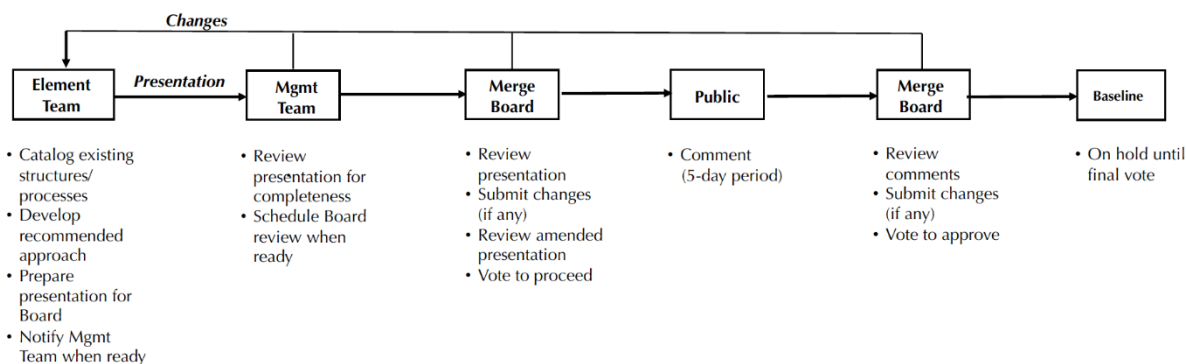 Changes
Presentation
Element
Team
Mgmt
Team
Merge
Board
Public
Merge
Board
Baseline
• Catalog existing
structures/
processes
• Develop
recommended
approach
• Prepare
presentation for
Board
• Notify Mgmt
Team when ready
• Review
presentation for
completeness
• Schedule Board
review when
ready
• Review
presentation
• Submit changes
(if any)
• Review amended
presentation
• Vote to proceed
• Comment
(5-day period)
• Review
comments
• Submit changes
(if any)
• Vote to approve
• On hold until
final vote